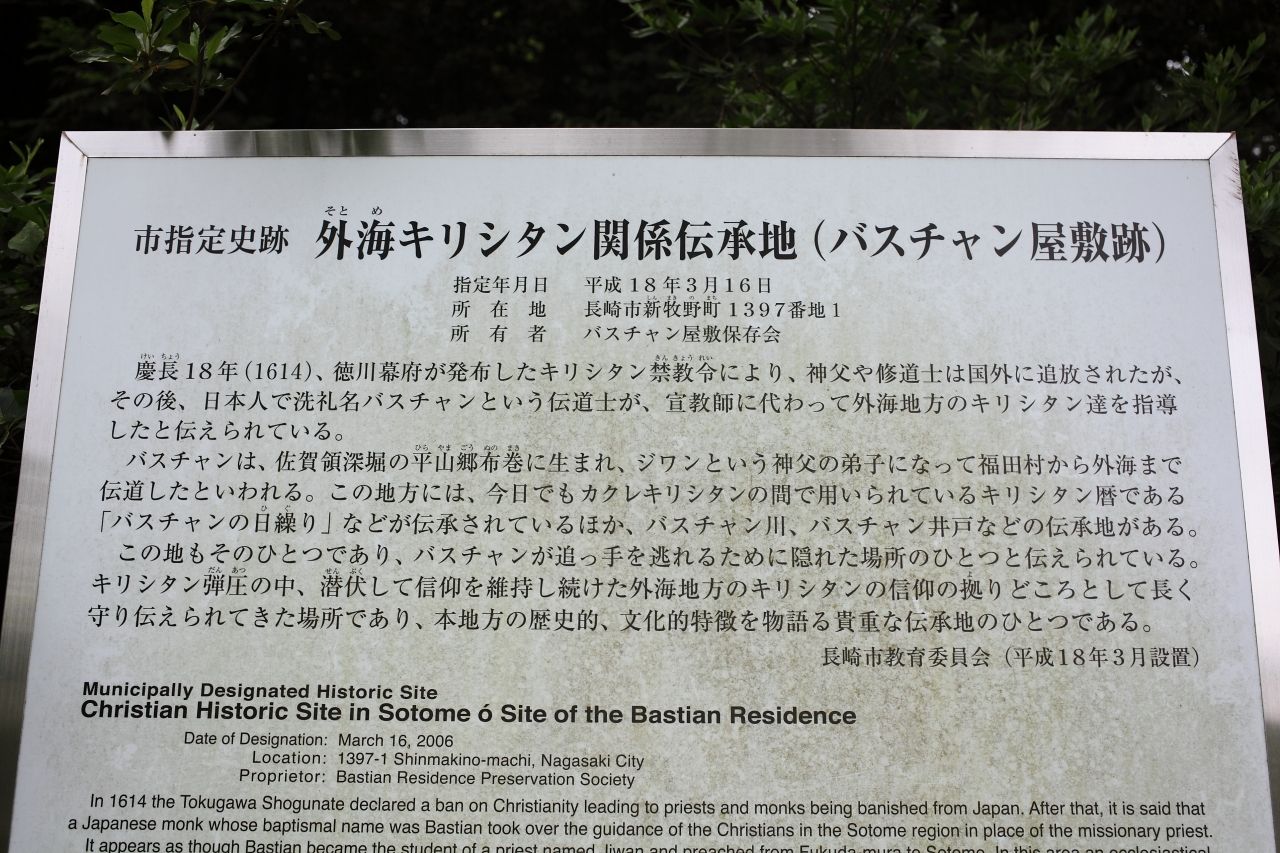 市指定史跡 外海キリシタン関係伝承地(バスチャン屋敷跡)
指定年月日 平成18年3月16日
所在地 長崎市新牧野町1397番地1
所有者 バスチャン屋敷保存会
慶長18年(1614)、徳川幕府が発布したキリシタン禁教令により、神父や修道士は国外に追放されたが、
その後、日本人で洗礼名バスチャンという伝道士が、宣教師に代わって外海地方のキリシタン達を指導
したと伝えられている。
バスチャンは、佐賀領深堀の平山郷布巻に生まれ、ジワンという神父の弟子になって福田村から外海まで
伝道したといわれる。この地方には、今日でもカクレキリシタンの間で用いられているキリシタン暦である
「バスチャンの日繰り」などが伝承されているほか、バスチャン川、バスチャン井戸などの伝承地がある。
この地もそのひとつであり、バスチャンが追っ手を逃れるために隠れた場所のひとつと伝えられている。
キリシタン弾圧の中、潜伏して信仰を維持し続けた外海地方のキリシタンの信仰の拠りどころとして長く
守り伝えられてきた場所であり、本地方の歴史的、文化的特徴を物語る貴重な伝承地のひとつである。
長崎市教育委員会(平成18年3月設置)
Municipally Designated Historic Site
Christian Historic Site in Sotome ó Site of the Bastian Residence
Date of Designation: March 16, 2006
Location: 1397-1 Shinmakino-machi, Nagasaki City
Proprietor: Bastian Residence Preservation Society
In 1614 the Tokugawa Shogunate declared a ban on Christianity leading to priests and monks being banished from Japan. After that, it is said that
a Japanese monk whose baptismal name was Bastian took over the guidance of the Christians in the Sotome region in place of the missionary priest.
It appears as though Bastian became the student of a priest named Jiwan and preached from Fukuda-mura to Sotome. In this area an ecclesiastical